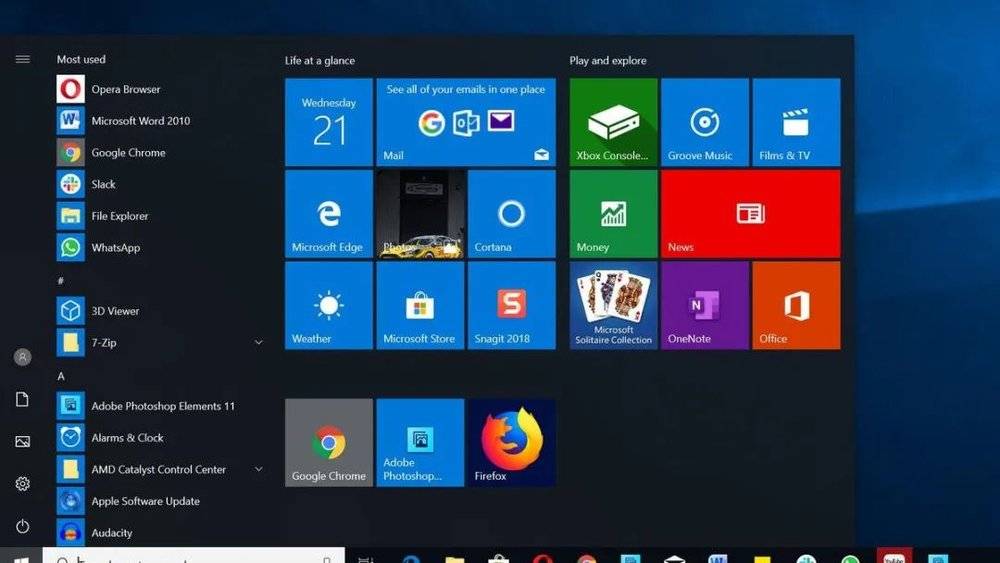 Most used
Opera Browser
Microsoft Word 2010
Google Chrome
Slack
File Explorer
WhatsApp
#
3D Viewer
7-Zip
A
Adobe Photoshop Elements 11
Alarms & Clock
AMD Catalyst Control Center
Apple Software Update
Audacity
Life at a glance
Wednesday
21
See all of your emails in one place
Mail
Microsoft Edge
Photos
Cortana
Weather
Microsoft Store
Snagit 2018
Google Chrome
Adobe
Photoshop...
Firefox
Play and explore
Xbox Console...
Groove Music
Films & TV
Money
News
Microsoft
Solitaire Collection
OneNote
Office